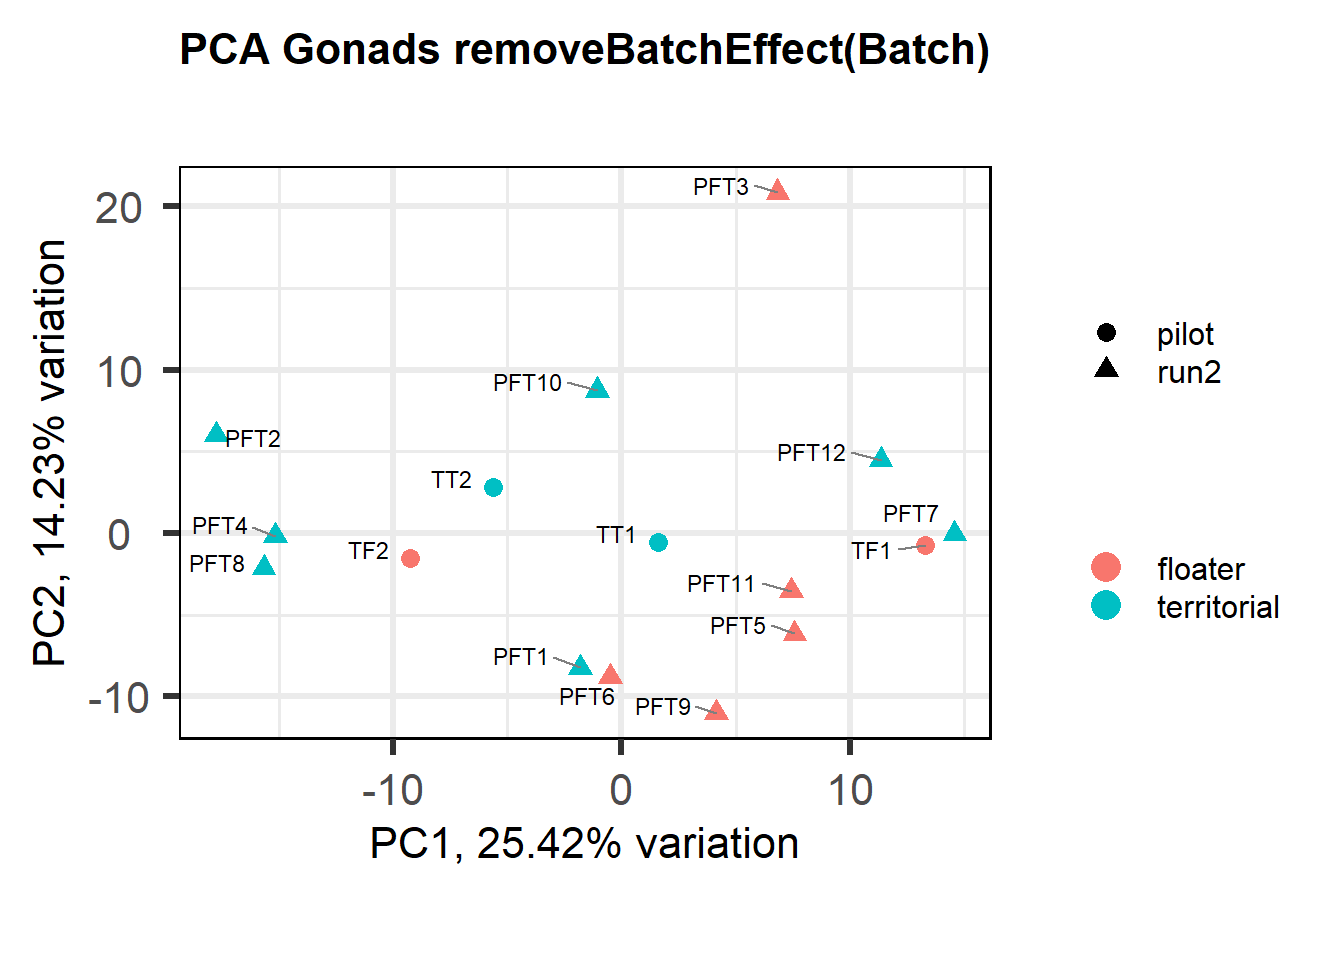 PCA Gonads removeBatchEffect(Batch)
PFT3
20
pilot
run2
10
PFT10
PFT2
PFT12
TT2
PFT7
PFT4
TT1
0
TF2
TF1
PFT8
PFT11
floater
territorial
PFT5
PFT1
PFT6
PFT9
-10
PC2, 14.23% variation
-10
0
10
PC1, 25.42% variation